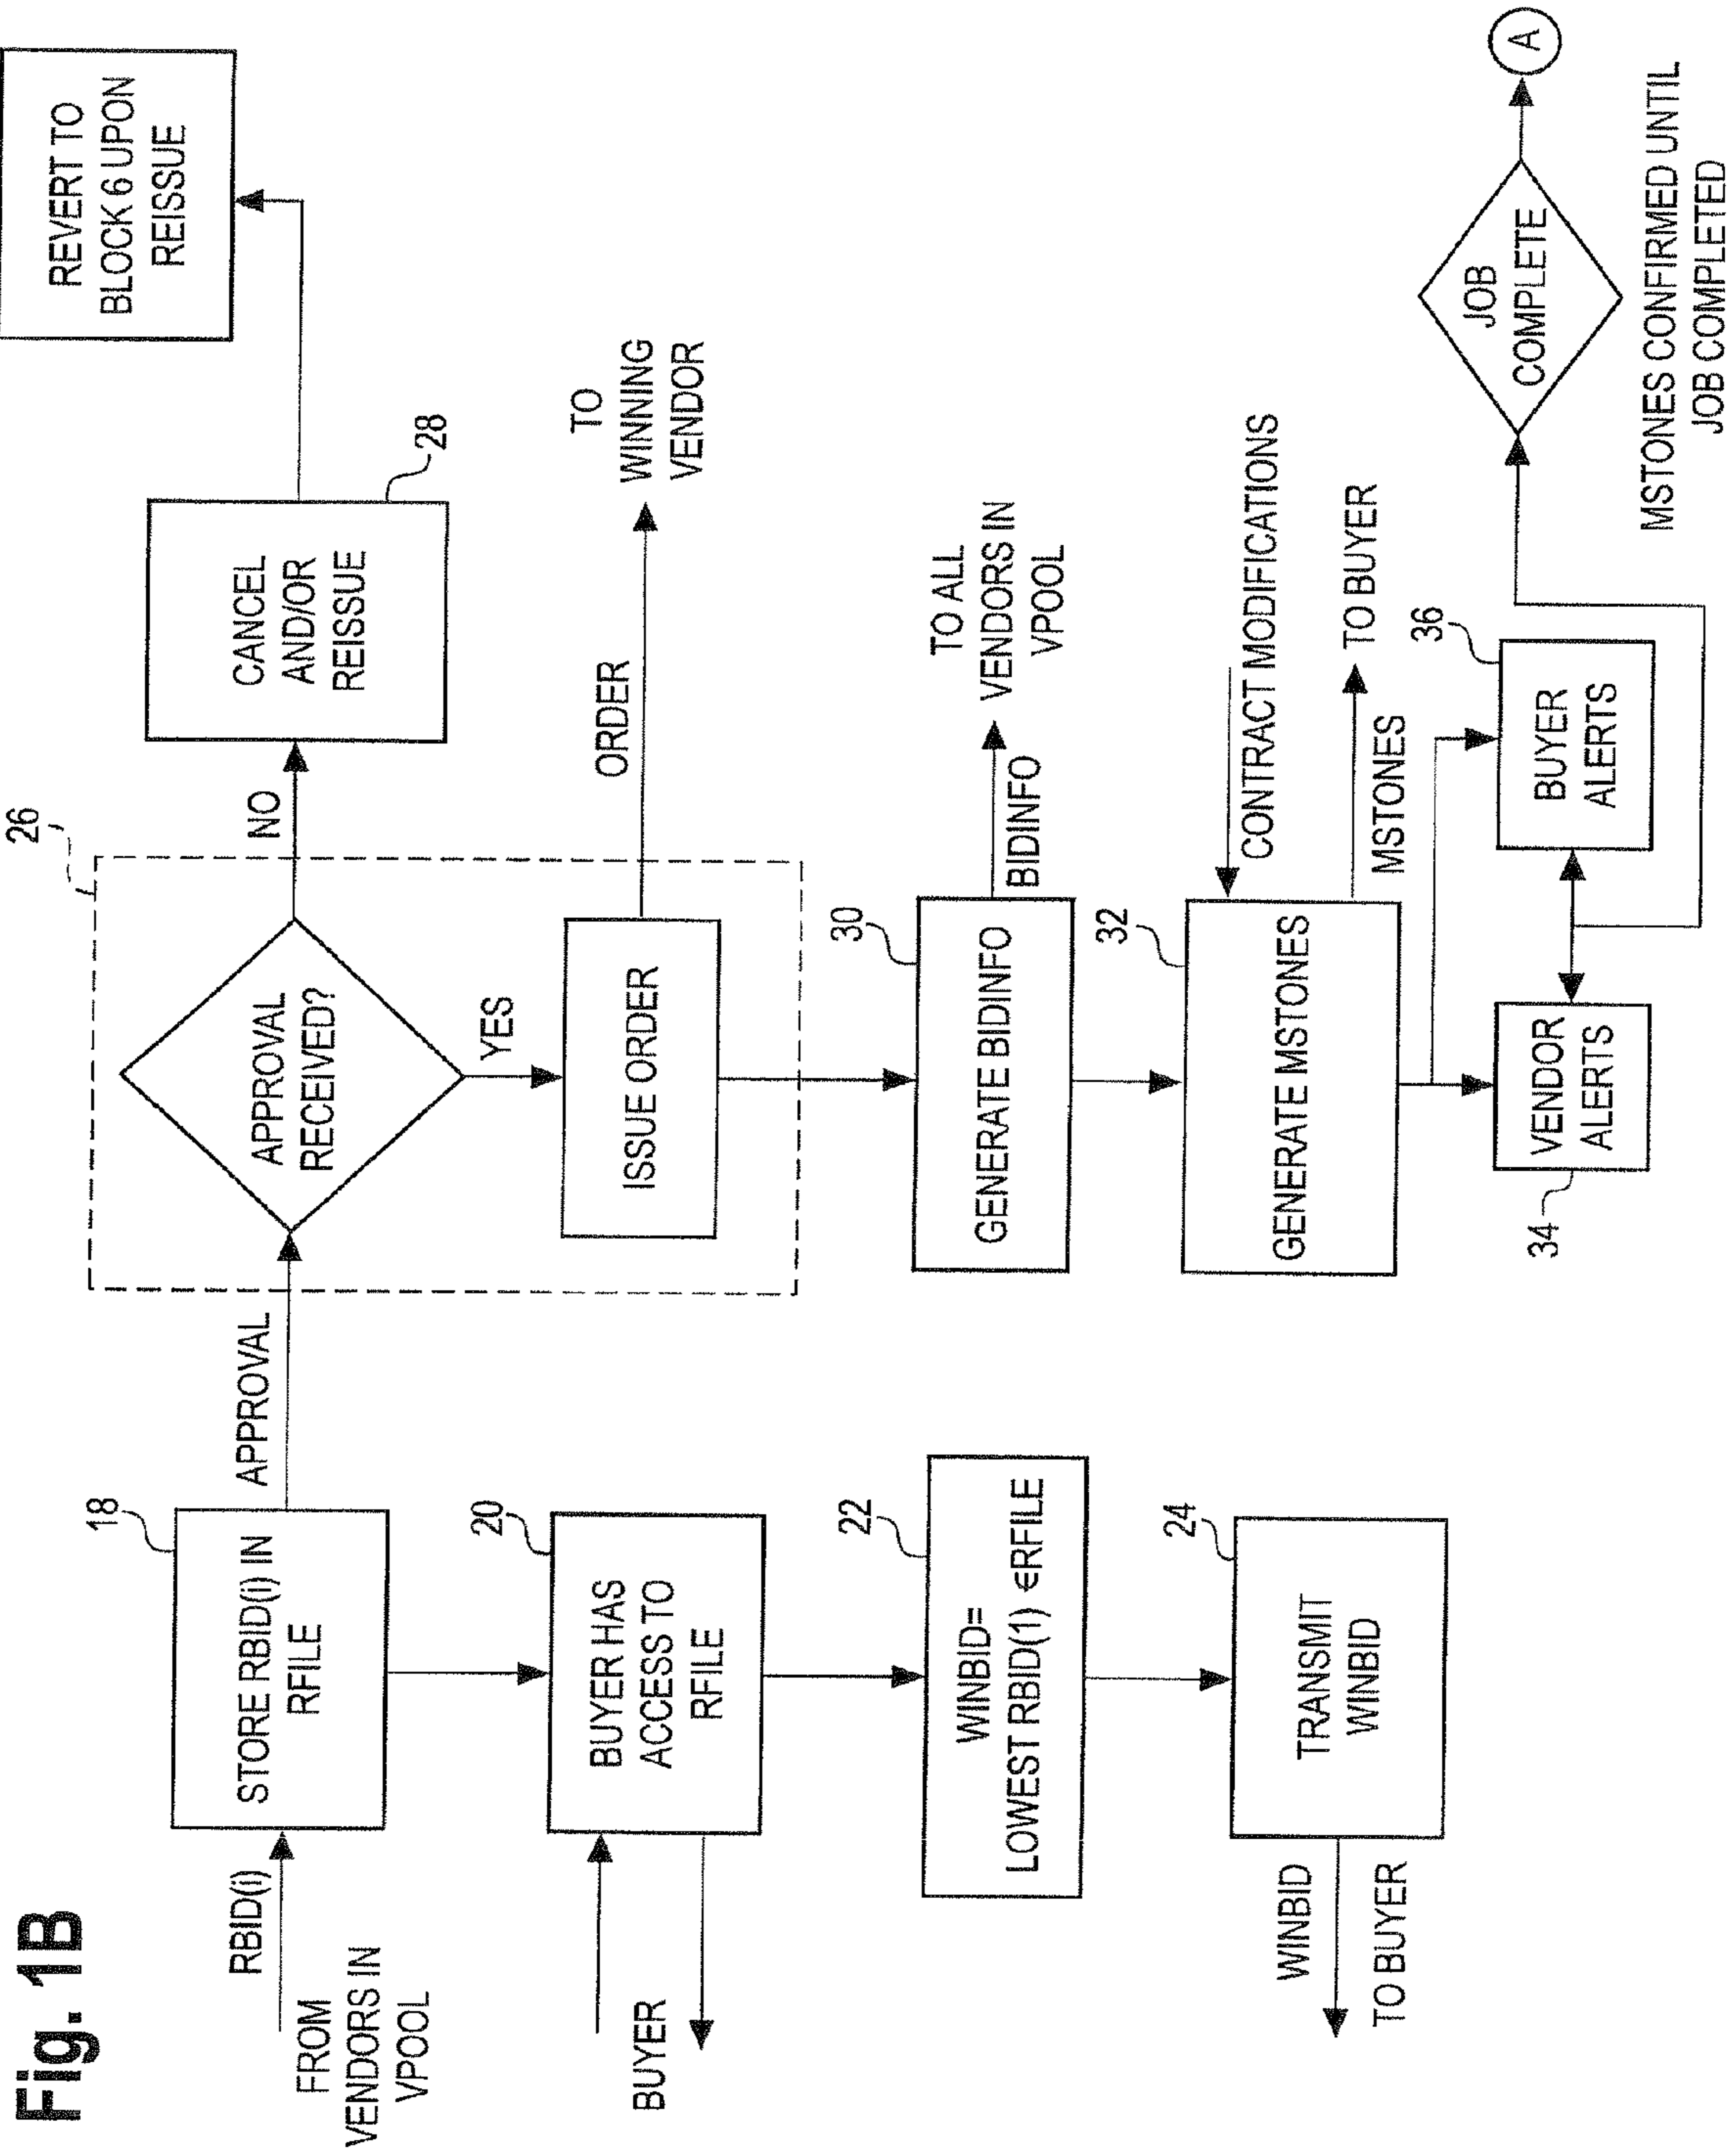 Fig. 1B
RBID(i)
FROM
VENDORS IN
VPOOL
18
STORE RBID(i) IN
RFILE
APPROVAL
BUYER
20
BUYER HAS
ACCESS TO
RFILE
22
WINBID=
LOWEST RBID(1) ∈RFILE
24
TRANSMIT
WINBID
WINBID
TO BUYER
26
APPROVAL
RECEIVED?
NO
YES
ISSUE ORDER
ORDER
TO
WINNING
VENDOR
28
CANCEL
AND/OR
REISSUE
REVERT TO
BLOCK 6 UPON
REISSUE
30
GENERATE BIDINFO
BIDINFO
TO ALL
VENDORS IN
VPOOL
32
GENERATE MSTONES
CONTRACT MODIFICATIONS
TO BUYER
MSTONES
34
VENDOR
ALERTS
36
BUYER
ALERTS
JOB
COMPLETE
A
MSTONES CONFIRMED UNTIL
JOB COMPLETED